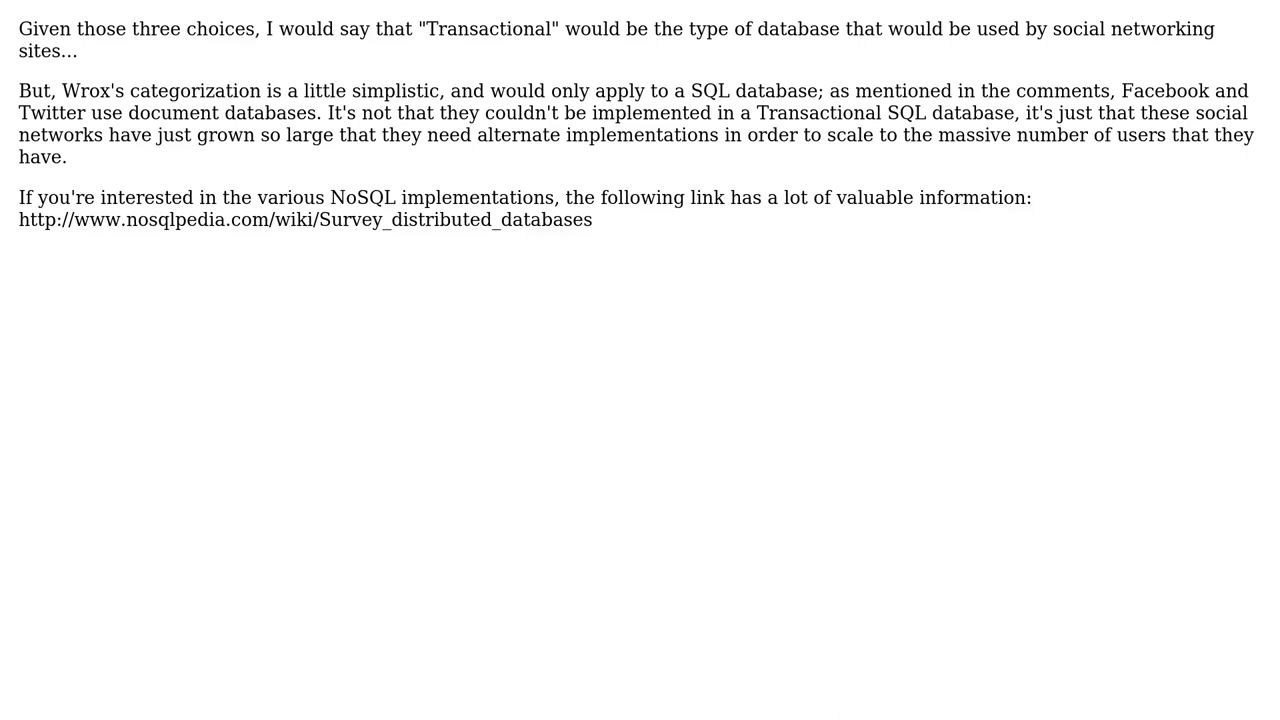 Given those three choices, I would say that "Transactional" would be the type of database that would be used by social networking
sites...
But, Wrox's categorization is a little simplistic, and would only apply to a SQL database; as mentioned in the comments, Facebook and
Twitter use document databases. It's not that they couldn't be implemented in a Transactional SQL database, it's just that these social
networks have just grown so large that they need alternate implementations in order to scale to the massive number of users that they
have.
If you're interested in the various NoSQL implementations, the following link has a lot of valuable information:
http://www.nosqlpedia.com/wiki/Survey_distributed_databases